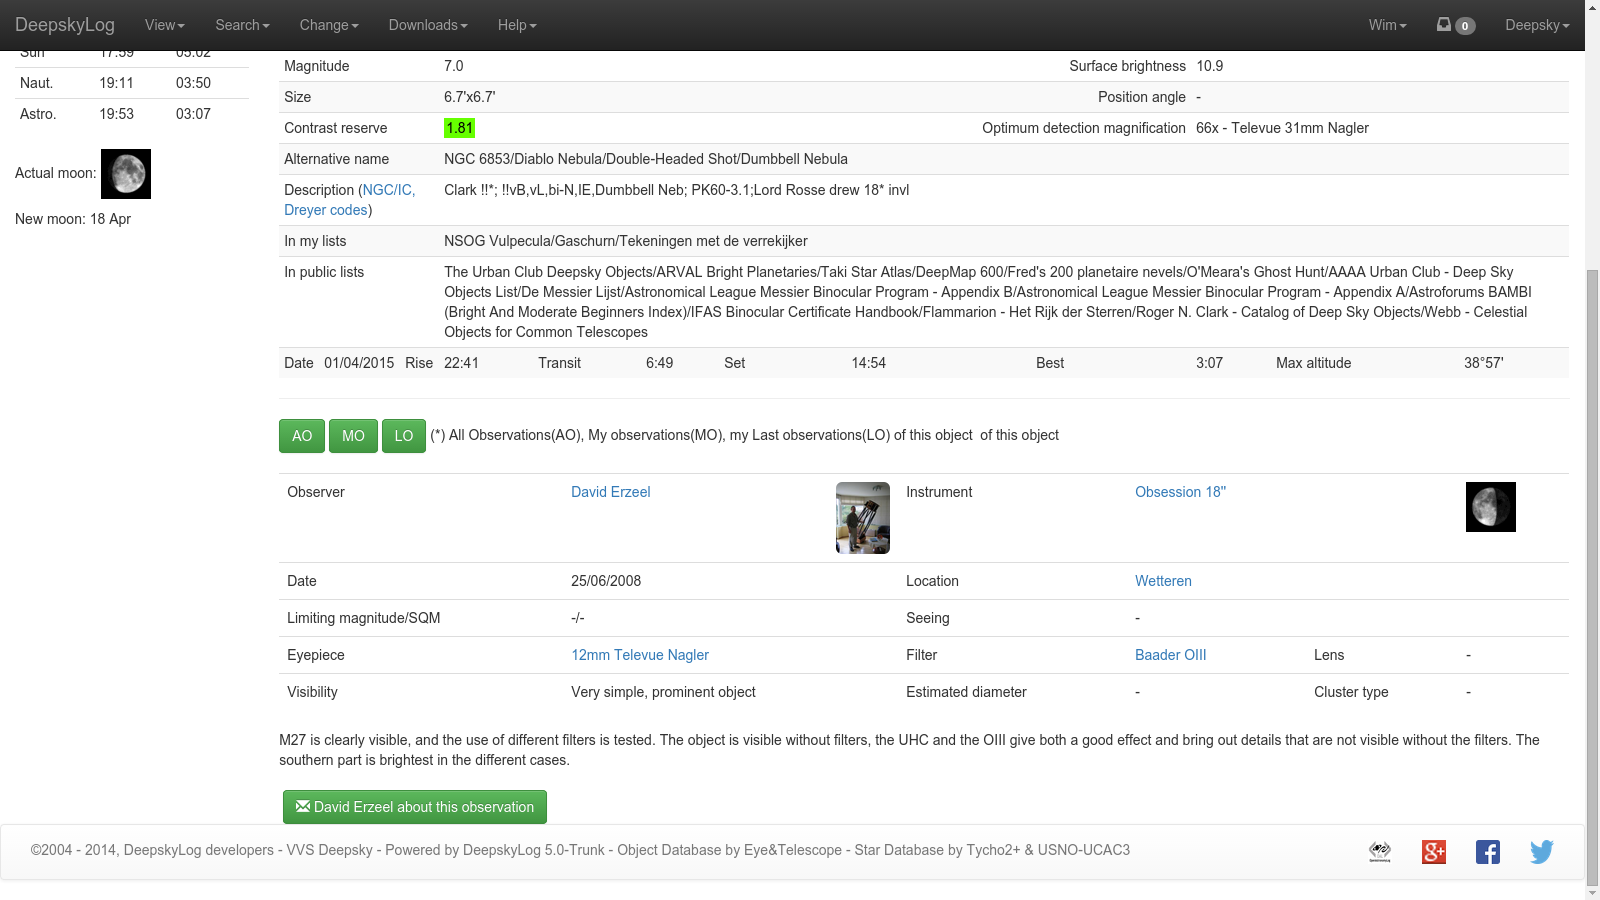 DeepskyLog View Search Change Downloads Help Wim 0 Deepsky
Sun 17:59 05:02
Naut. 19:11 03:50
Astro. 19:53 03:07
Actual moon:
New moon: 18 Apr
Magnitude 7.0 Surface brightness 10.9
Size 6.7'x6.7' Position angle -
Contrast reserve 1.81 Optimum detection magnification 66x - Televue 31mm Nagler
Alternative name NGC 6853/Diablo Nebula/Double-Headed Shot/Dumbbell Nebula
Description (NGC/IC, Clark !!*; !!vB,vL,bi-N,IE,Dumbbell Neb; PK60-3.1;Lord Rosse drew 18* invl
Dreyer codes)
In my lists NSOG Vulpecula/Gaschurn/Tekeningen met de verrekijker
In public lists The Urban Club Deepsky Objects/ARVAL Bright Planetaries/Taki Star Atlas/DeepMap 600/Fred's 200 planetaire nevels/O'Meara's Ghost Hunt/AAAA Urban Club - Deep Sky
Objects List/De Messier Lijst/Astronomical League Messier Binocular Program - Appendix B/Astronomical League Messier Binocular Program - Appendix A/Astroforums BAMBI
(Bright And Moderate Beginners Index)/IFAS Binocular Certificate Handbook/Flammarion - Het Rijk der Sterren/Roger N. Clark - Catalog of Deep Sky Objects/Webb - Celestial
Objects for Common Telescopes
Date 01/04/2015 Rise 22:41 Transit 6:49 Set 14:54 Best 3:07 Max altitude 38°57'
AO MO LO (*) All Observations(AO), My observations(MO), my Last observations(LO) of this object of this object
Observer David Erzeel Instrument Obsession 18"
Date 25/06/2008 Location Wetteren
Limiting magnitude/SQM -/- Seeing -
Eyepiece 12mm Televue Nagler Filter Baader OIII Lens -
Visibility Very simple, prominent object Estimated diameter - Cluster type -
M27 is clearly visible, and the use of different filters is tested. The object is visible without filters, the UHC and the OIII give both a good effect and bring out details that are not visible without the filters. The
southern part is brightest in the different cases.
David Erzeel about this observation
©2004 - 2014, DeepskyLog developers - VVS Deepsky - Powered by DeepskyLog 5.0-Trunk - Object Database by Eye&Telescope - Star Database by Tycho2+ & USNO-UCAC3